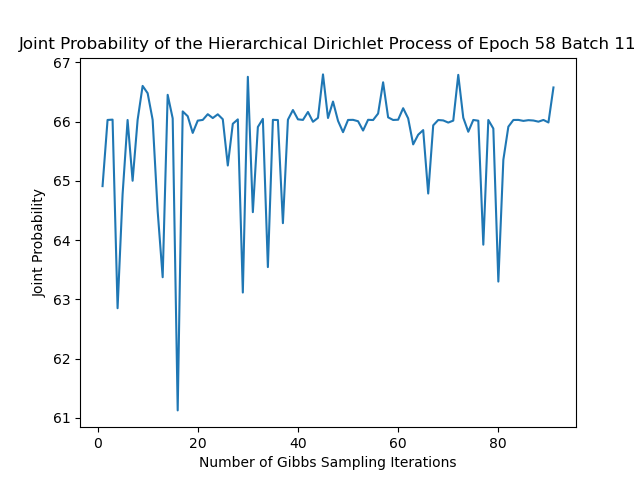 Joint Probability of the Hierarchical Dirichlet Process of Epoch 58 Batch 11
67
66
65
64
63
62
61
Joint Probability
0 20 40 60 80
Number of Gibbs Sampling Iterations